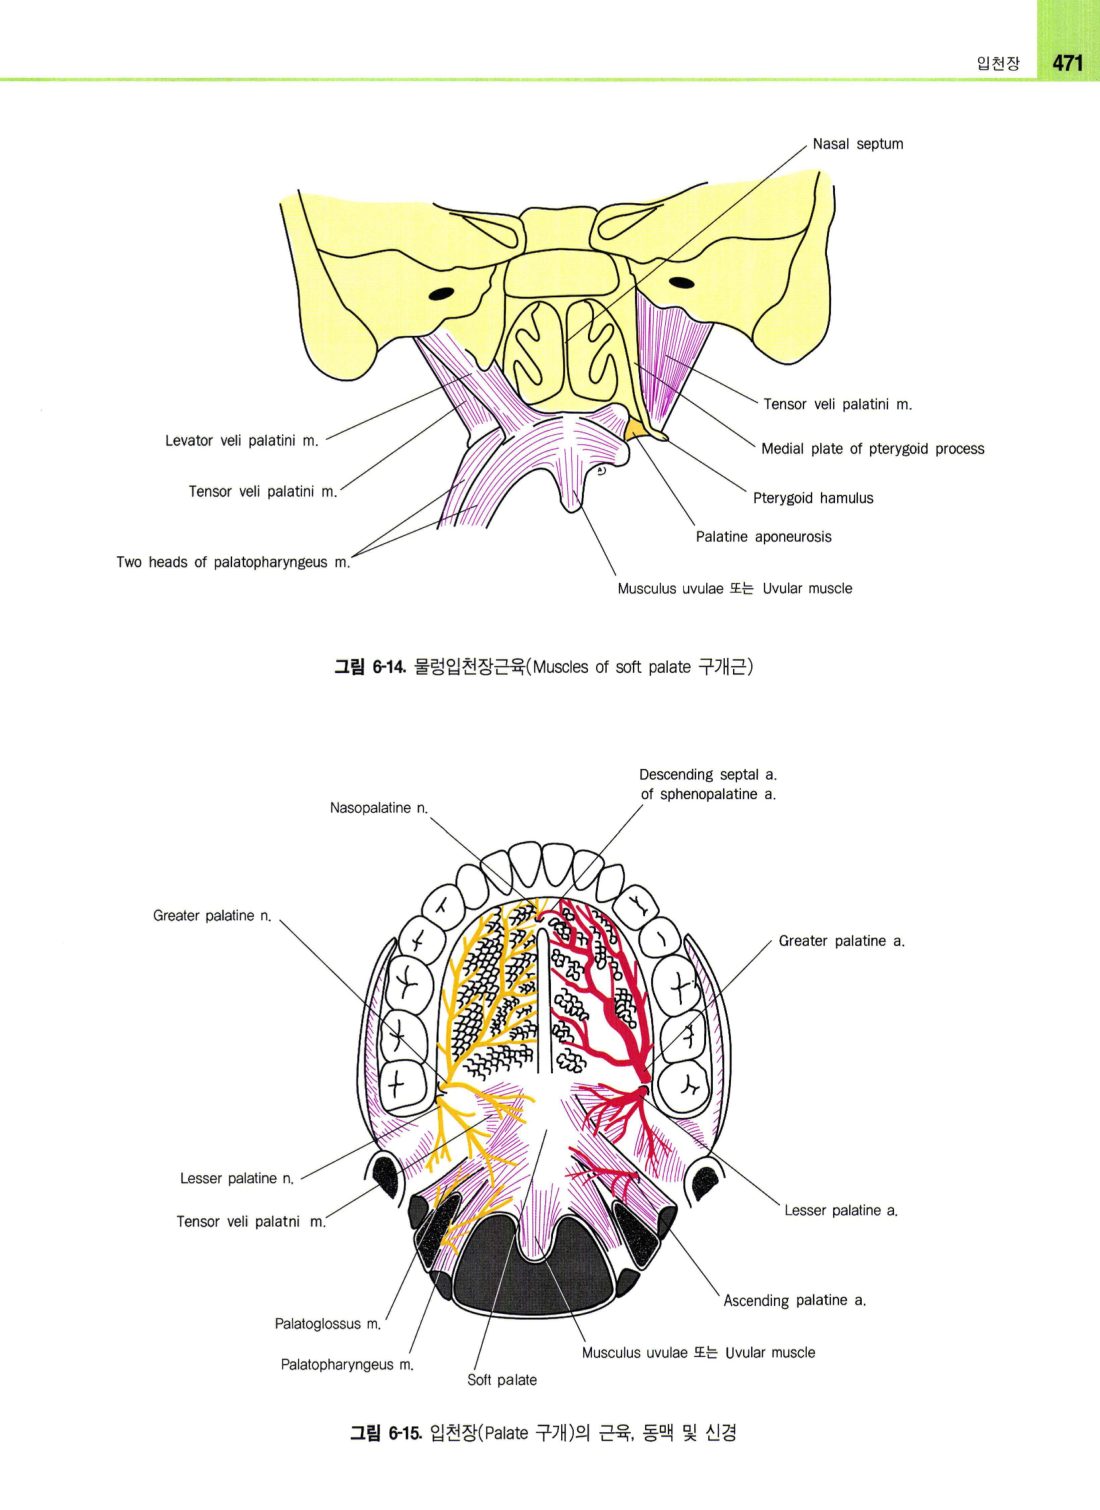 입천장 471
Nasal septum
Tensor veli palatini m.
Levator veli palatini m.
Medial plate of pterygoid process
Tensor veli palatini m.
Pterygoid hamulus
Palatine aponeurosis
Two heads of palatopharyngeus m.
Musculus uvulae 또는 Uvular muscle
그림 6-14. 물렁입천장근육(Muscles of soft palate 구개근)
Descending septal a.
of sphenopalatine a.
Nasopalatine n.
Greater palatine n.
Greater palatine a.
Lesser palatine n.
Lesser palatine a.
Tensor veli palatni m.
Ascending palatine a.
Palatoglossus m.
Musculus uvulae 또는 Uvular muscle
Palatopharyngeus m.
Soft palate
그림 6-15. 입천장(Palate 구개)의 근육, 동맥 및 신경